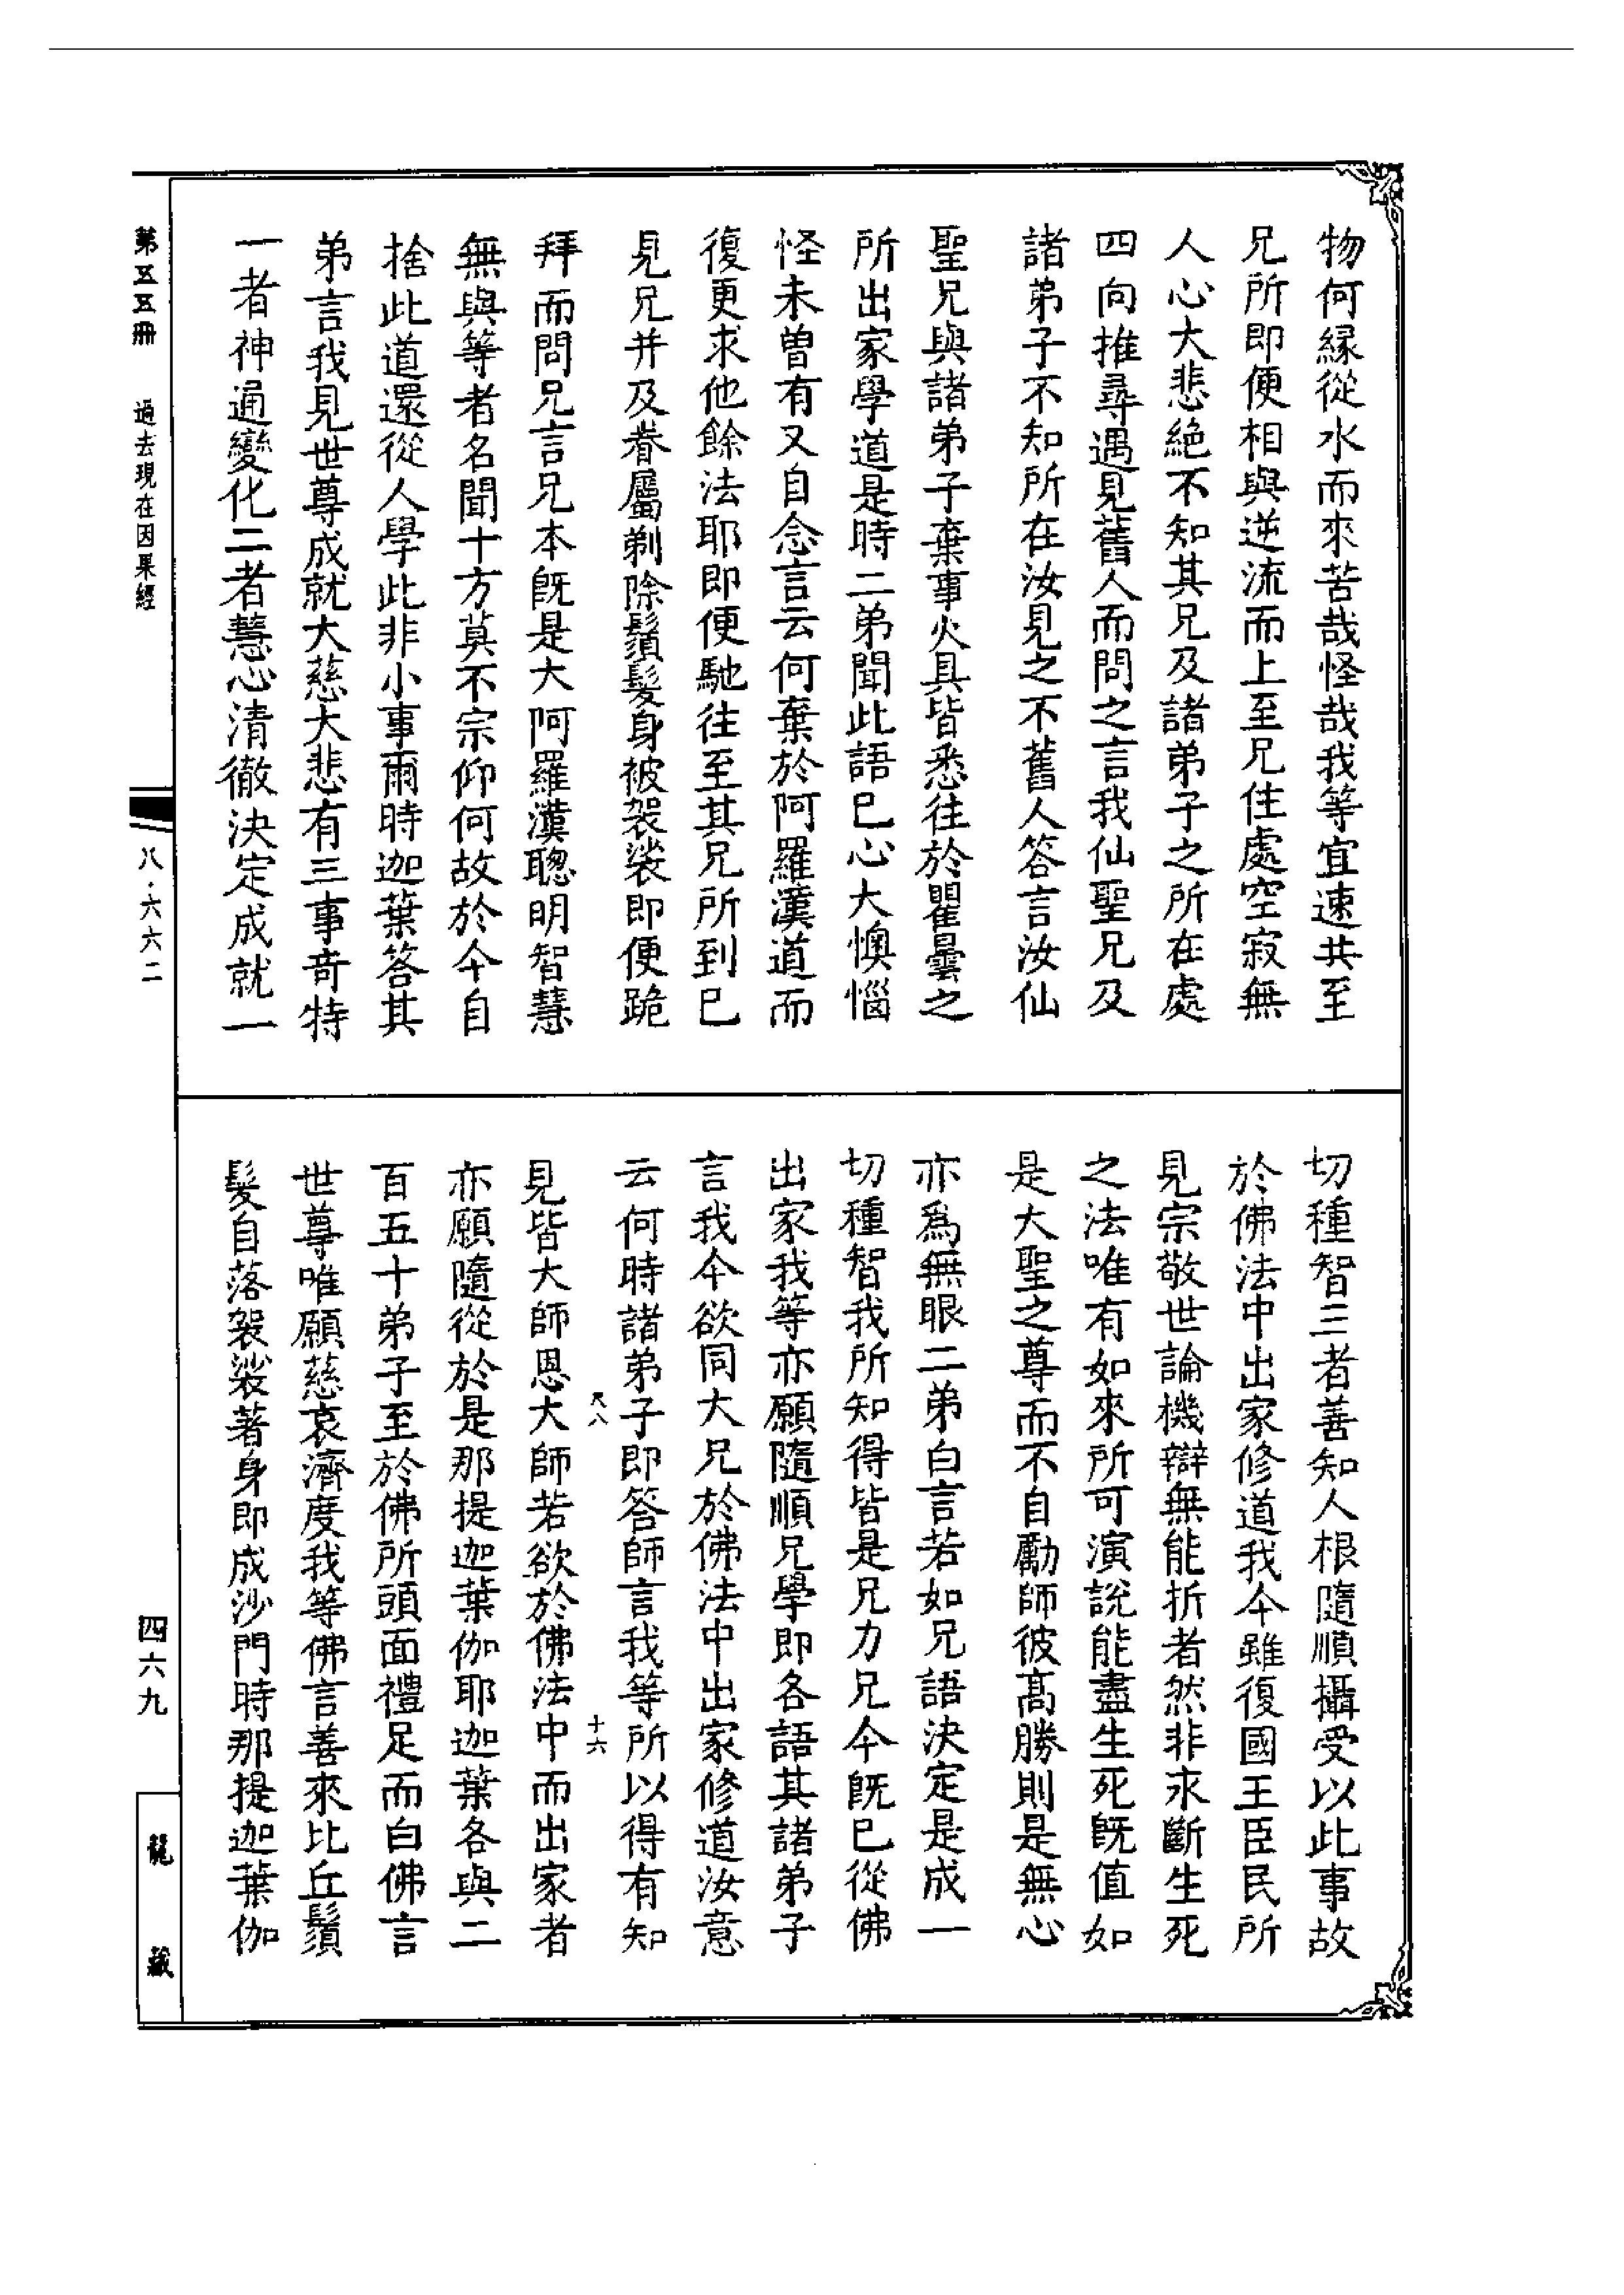 物何縁從水而來苦哉怪哉我等宜速共至
兄所即便相與逆流而上至兄住處空寂無
人心大悲絶不知其兄及諸弟子之所在處
四向推尋遇見舊人而問之言我仙聖兄及
諸弟子不知所在汝見之不舊人答言汝仙
聖兄與諸弟子棄事火具皆悉往於瞿曇之
所出家學道是時二弟聞此語已心大懊惱
怪未曾有又自念言云何棄於阿羅漢道而
復更求他餘法耶即便馳往至其兄所到已
見兄并及眷屬剃除鬚髮身被袈裟即便跪
拜而問兄言兄本既是大阿羅漢聰明智慧
無與等者名聞十方莫不宗仰何故於今自
捨此道還從人學此非小事爾時迦葉答其
弟言我見世尊成就大慈大悲有三事奇特
一者神通變化二者慧心清徹決定成就一
切種智三者善知人根隨順攝受以此事故
於佛法中出家修道我今雖復國王臣民所
見宗敬世論機辯無能折者然非永斷生死
之法唯有如來所可演說能盡生死既值如
是大聖之尊而不自勵師彼高勝則是無心
亦爲無眼二弟白言若如兄語決定是成一
切種智我所知得皆是兄力兄今既已從佛
出家我等亦願隨順兄學即各語其諸弟子
言我今欲同大兄於佛法中出家修道汝意
云何時諸弟子即答師言我等所以得有知
尺八 十六
見皆大師恩大師若欲於佛法中而出家者
亦願隨從於是那提迦葉伽耶迦葉各與二
百五十弟子至於佛所頭面禮足而白佛言
世尊唯願慈哀濟度我等佛言善來比丘鬚
髮自落袈裟著身即成沙門時那提迦葉伽
第五五冊 過去現在因果經
八·六六二
四六九
龍藏